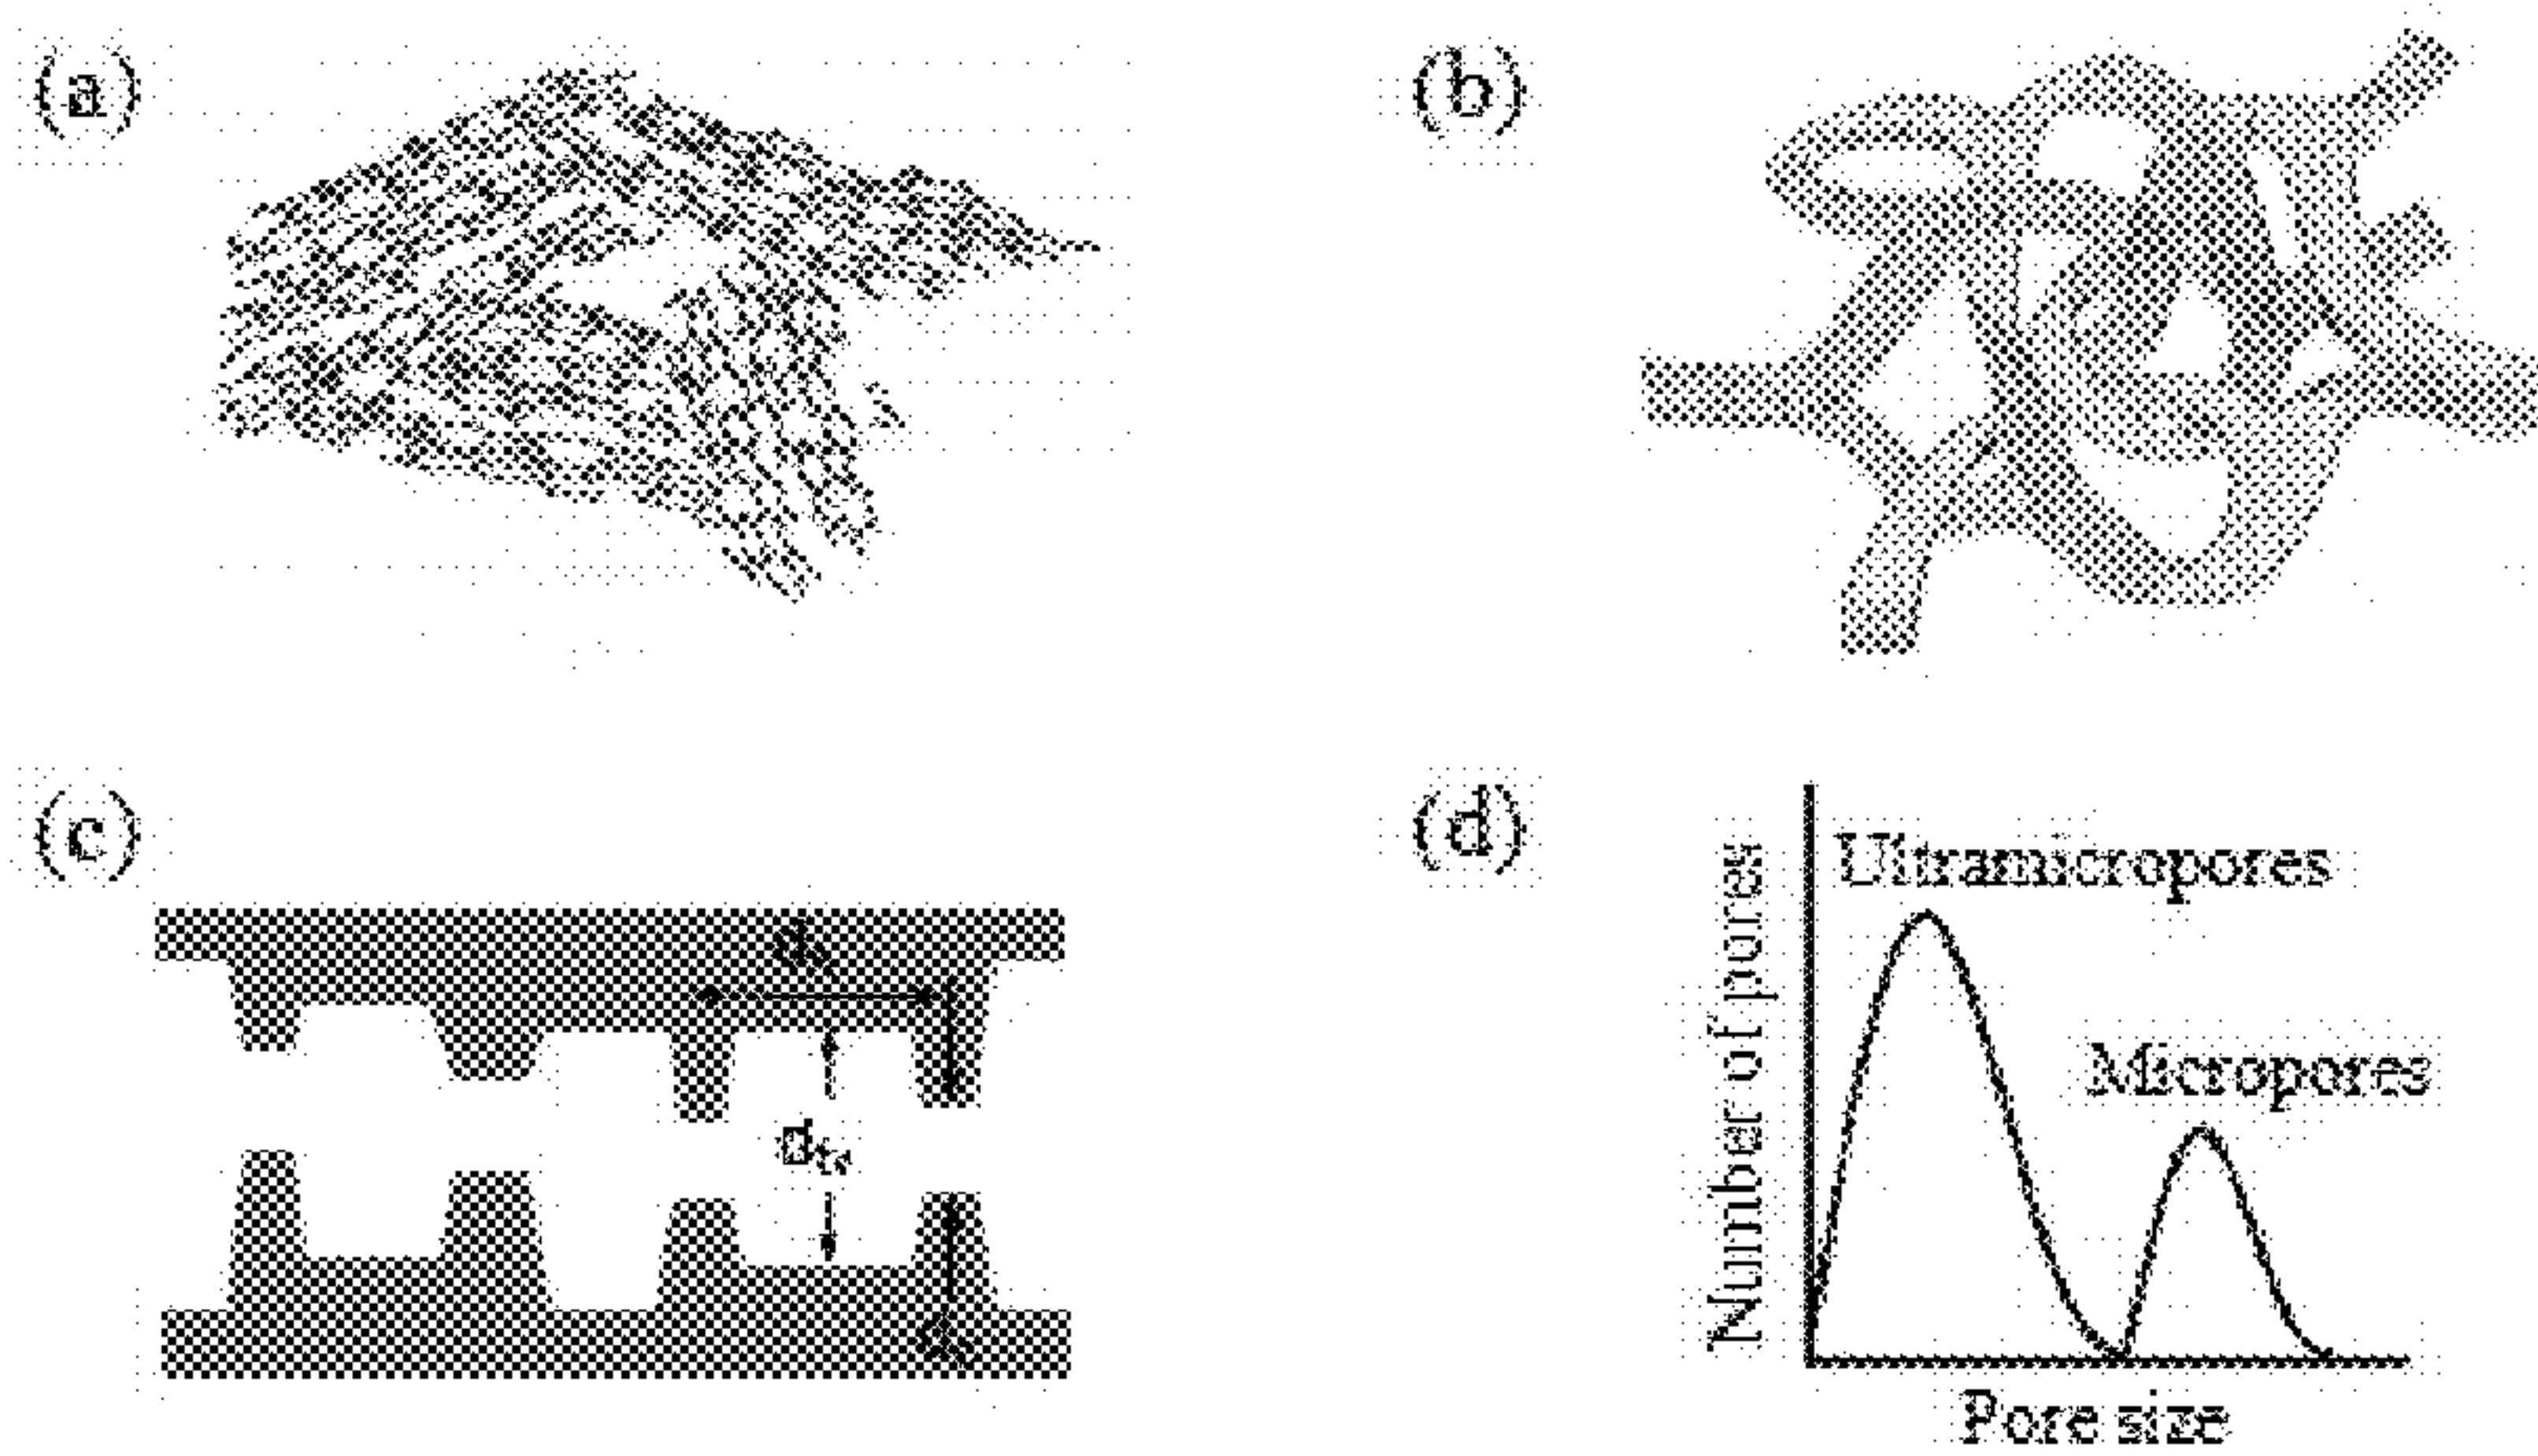 (a)
(b)
(c)
(d)
Ultramicropores
Micropores
Number of pores
Pore size